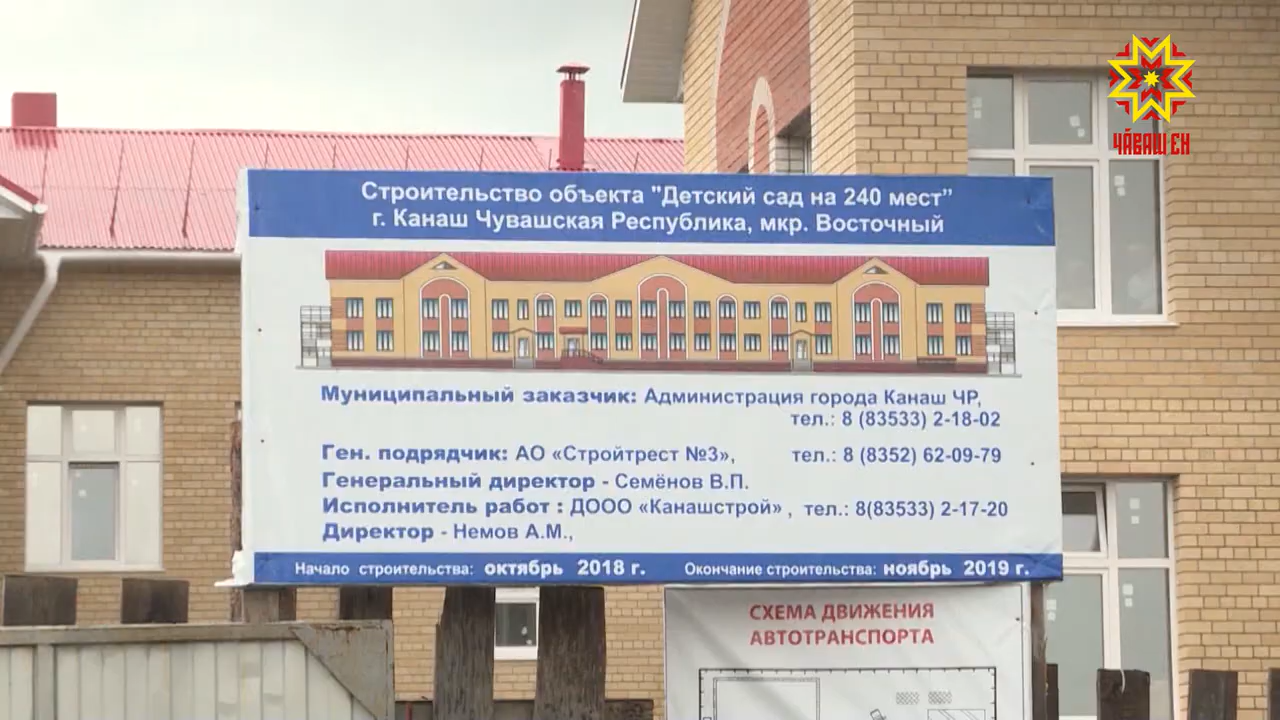 ЧӐВАШ ЕН
Строительство объекта "Детский сад на 240 мест"
г. Канаш Чувашская Республика, мкр. Восточный
Муниципальный заказчик: Администрация города Канаш ЧР,
тел.: 8 (83533) 2-18-02
Ген. подрядчик: АО «Стройтрест №3», тел.: 8 (8352) 62-09-79
Генеральный директор - Семёнов В.П.
Исполнитель работ : ДООО «Канашстрой» , тел.: 8(83533) 2-17-20
Директор - Немов А.М.,
Начало строительства: октябрь 2018 г. Окончание строительства: ноябрь 2019 г.
СХЕМА ДВИЖЕНИЯ
АВТОТРАНСПОРТА